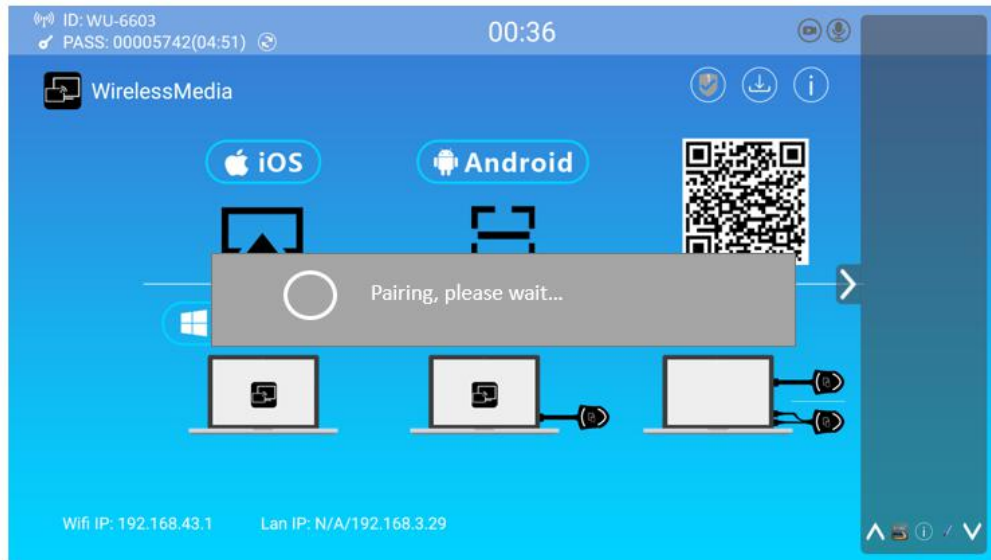 ID: WU-6603
PASS: 00005742(04:51)
00:36
WirelessMedia
iOS
Android
Pairing, please wait...
Wifi IP: 192.168.43.1
Lan IP: N/A/192.168.3.29